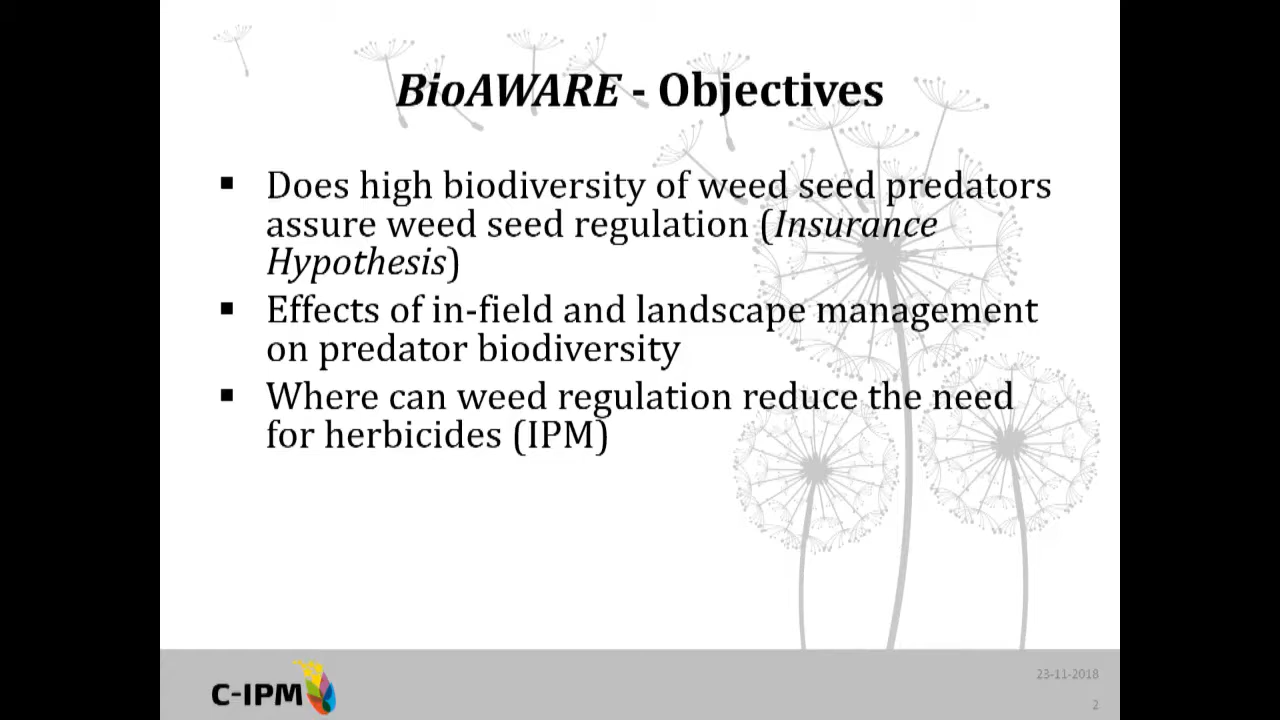 BioAWARE - Objectives
▪ Does high biodiversity of weed seed predators
assure weed seed regulation (Insurance
Hypothesis)
▪ Effects of in-field and landscape management
on predator biodiversity
▪ Where can weed regulation reduce the need
for herbicides (IPM)
23-11-2018
C-IPM
2